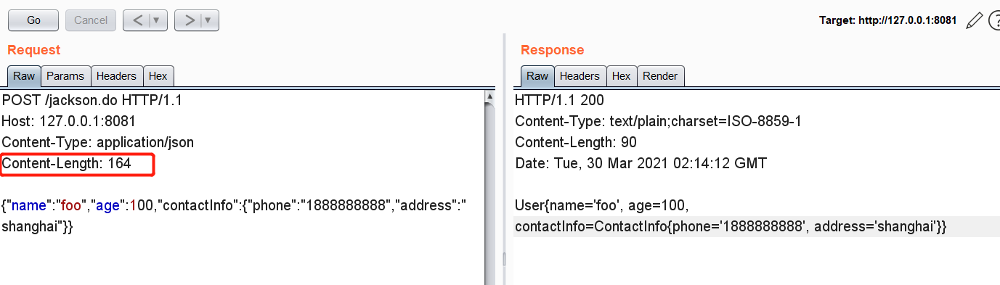 Go Cancel < | ▼ > | ▼ Target: http://127.0.0.1:8081 ?
Request
Raw Params Headers Hex
POST /jackson.do HTTP/1.1
Host: 127.0.0.1:8081
Content-Type: application/json
Content-Length: 164
{"name":"foo","age":100,"contactInfo":{"phone":"1888888888","address":"
shanghai"}}
Response
Raw Headers Hex Render
HTTP/1.1 200
Content-Type: text/plain;charset=ISO-8859-1
Content-Length: 90
Date: Tue, 30 Mar 2021 02:14:12 GMT
User{name='foo', age=100,
contactInfo=ContactInfo{phone='1888888888', address='shanghai'}}